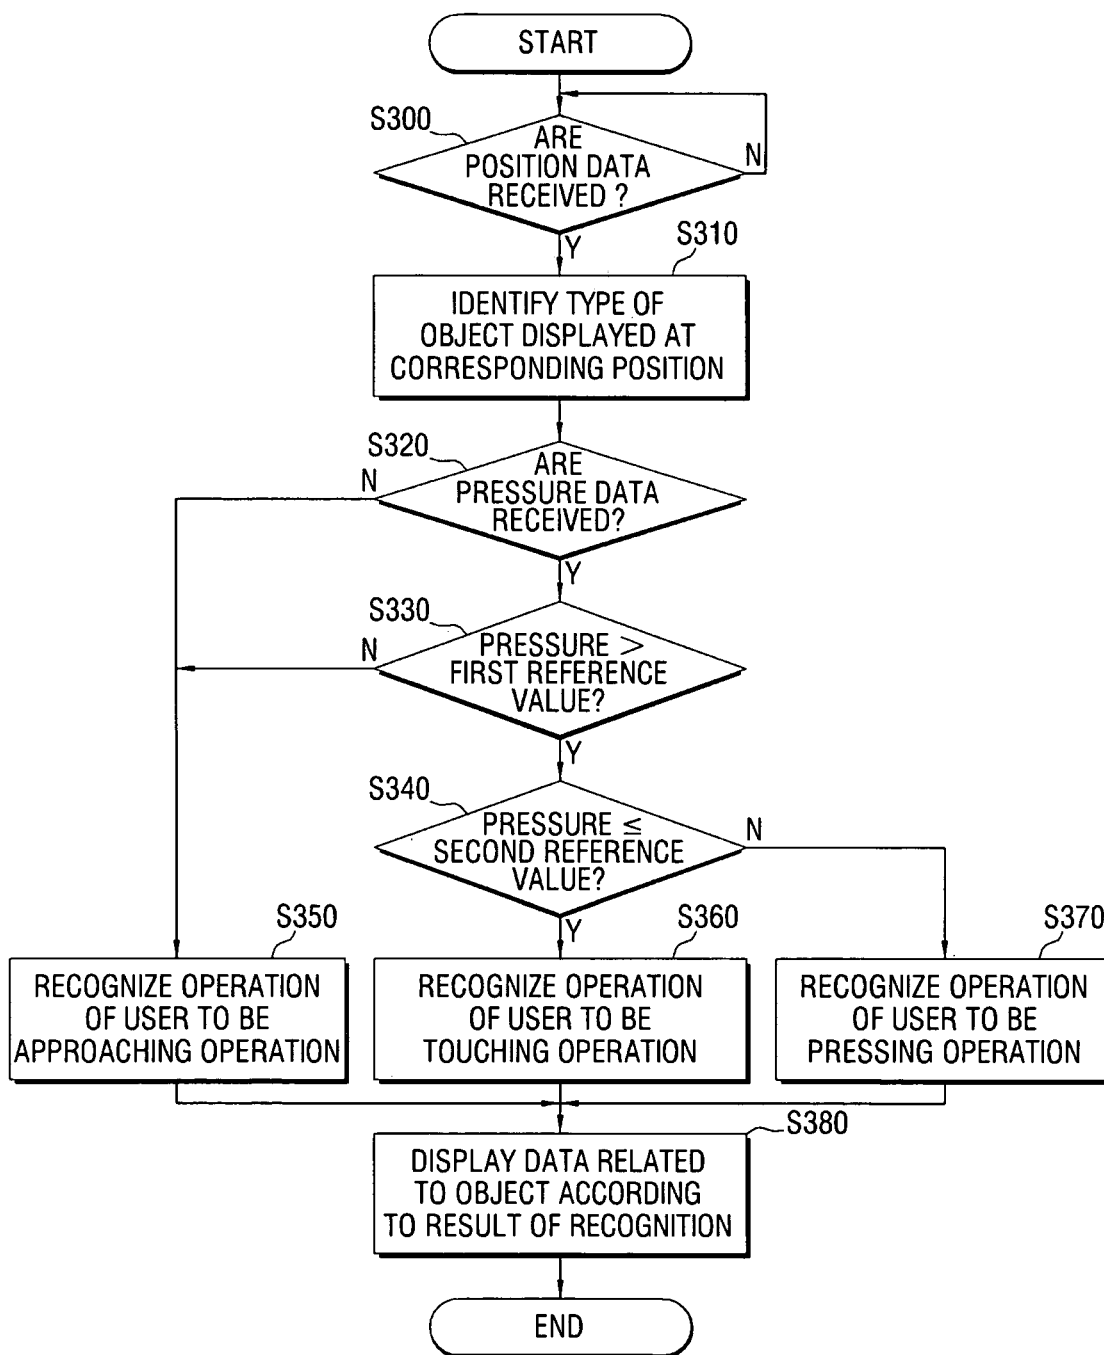 START
S300
ARE
POSITION DATA
RECEIVED ?
N
Y
S310
IDENTIFY TYPE OF
OBJECT DISPLAYED AT
CORRESPONDING POSITION
S320
ARE
PRESSURE DATA
RECEIVED?
N
Y
S330
PRESSURE >
FIRST REFERENCE
VALUE?
N
Y
S340
PRESSURE ≦
SECOND REFERENCE
VALUE?
N
Y
S350
RECOGNIZE OPERATION
OF USER TO BE
APPROACHING OPERATION
S360
RECOGNIZE OPERATION
OF USER TO BE
TOUCHING OPERATION
S370
RECOGNIZE OPERATION
OF USER TO BE
PRESSING OPERATION
S380
DISPLAY DATA RELATED
TO OBJECT ACCORDING
TO RESULT OF RECOGNITION
END